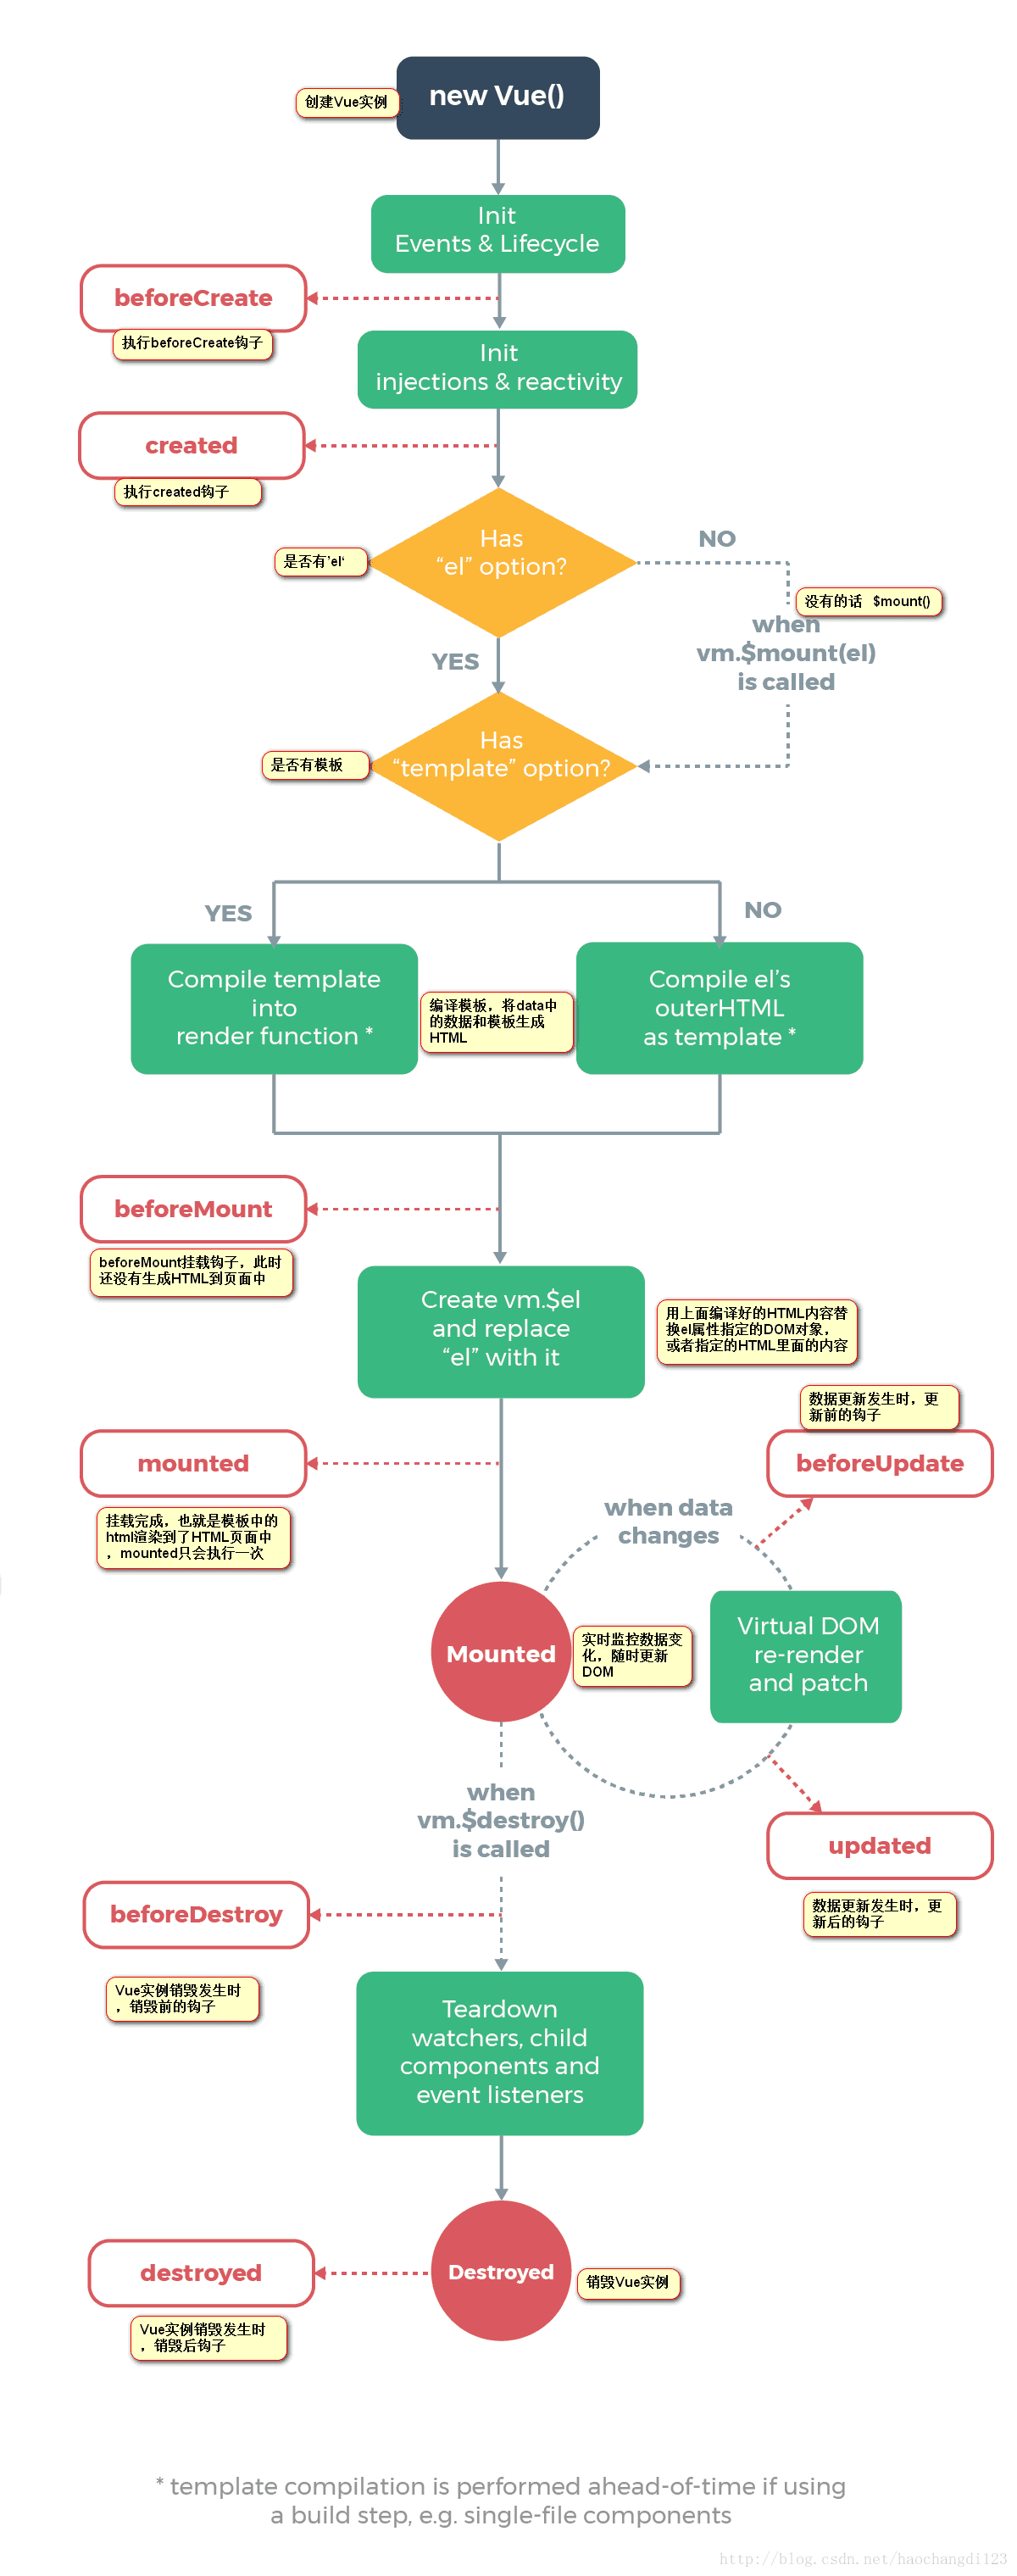 new Vue()
创建Vue实例
Init
Events & Lifecycle
beforeCreate
执行beforeCreate钩子
Init
injections & reactivity
created
执行created钩子
Has
“el” option?
是否有’el‘
NO
没有的话 $mount()
when
vm.$mount(el)
is called
YES
Has
“template” option?
是否有模板
YES
NO
Compile template
into
render function *
编译模板，将data中
的数据和模板生成
HTML
Compile el’s
outerHTML
as template *
beforeMount
beforeMount挂载钩子，此时
还没有生成HTML到页面中
Create vm.$el
and replace
“el” with it
用上面编译好的HTML内容替
换el属性指定的DOM对象，
或者指定的HTML里面的内容
数据更新发生时，更
新前的钩子
beforeUpdate
mounted
挂载完成，也就是模板中的
html渲染到了HTML页面中
，mounted只会执行一次
when data
changes
Mounted
实时监控数据变
化，随时更新
DOM
Virtual DOM
re-render
and patch
when
vm.$destroy()
is called
updated
数据更新发生时，更
新后的钩子
beforeDestroy
Vue实例销毁发生时
，销毁前的钩子
Teardown
watchers, child
components and
event listeners
destroyed
Vue实例销毁发生时
，销毁后钩子
Destroyed
销毁Vue实例
* template compilation is performed ahead-of-time if using
a build step, e.g. single-file components
http://blog.csdn.net/haochangdi123